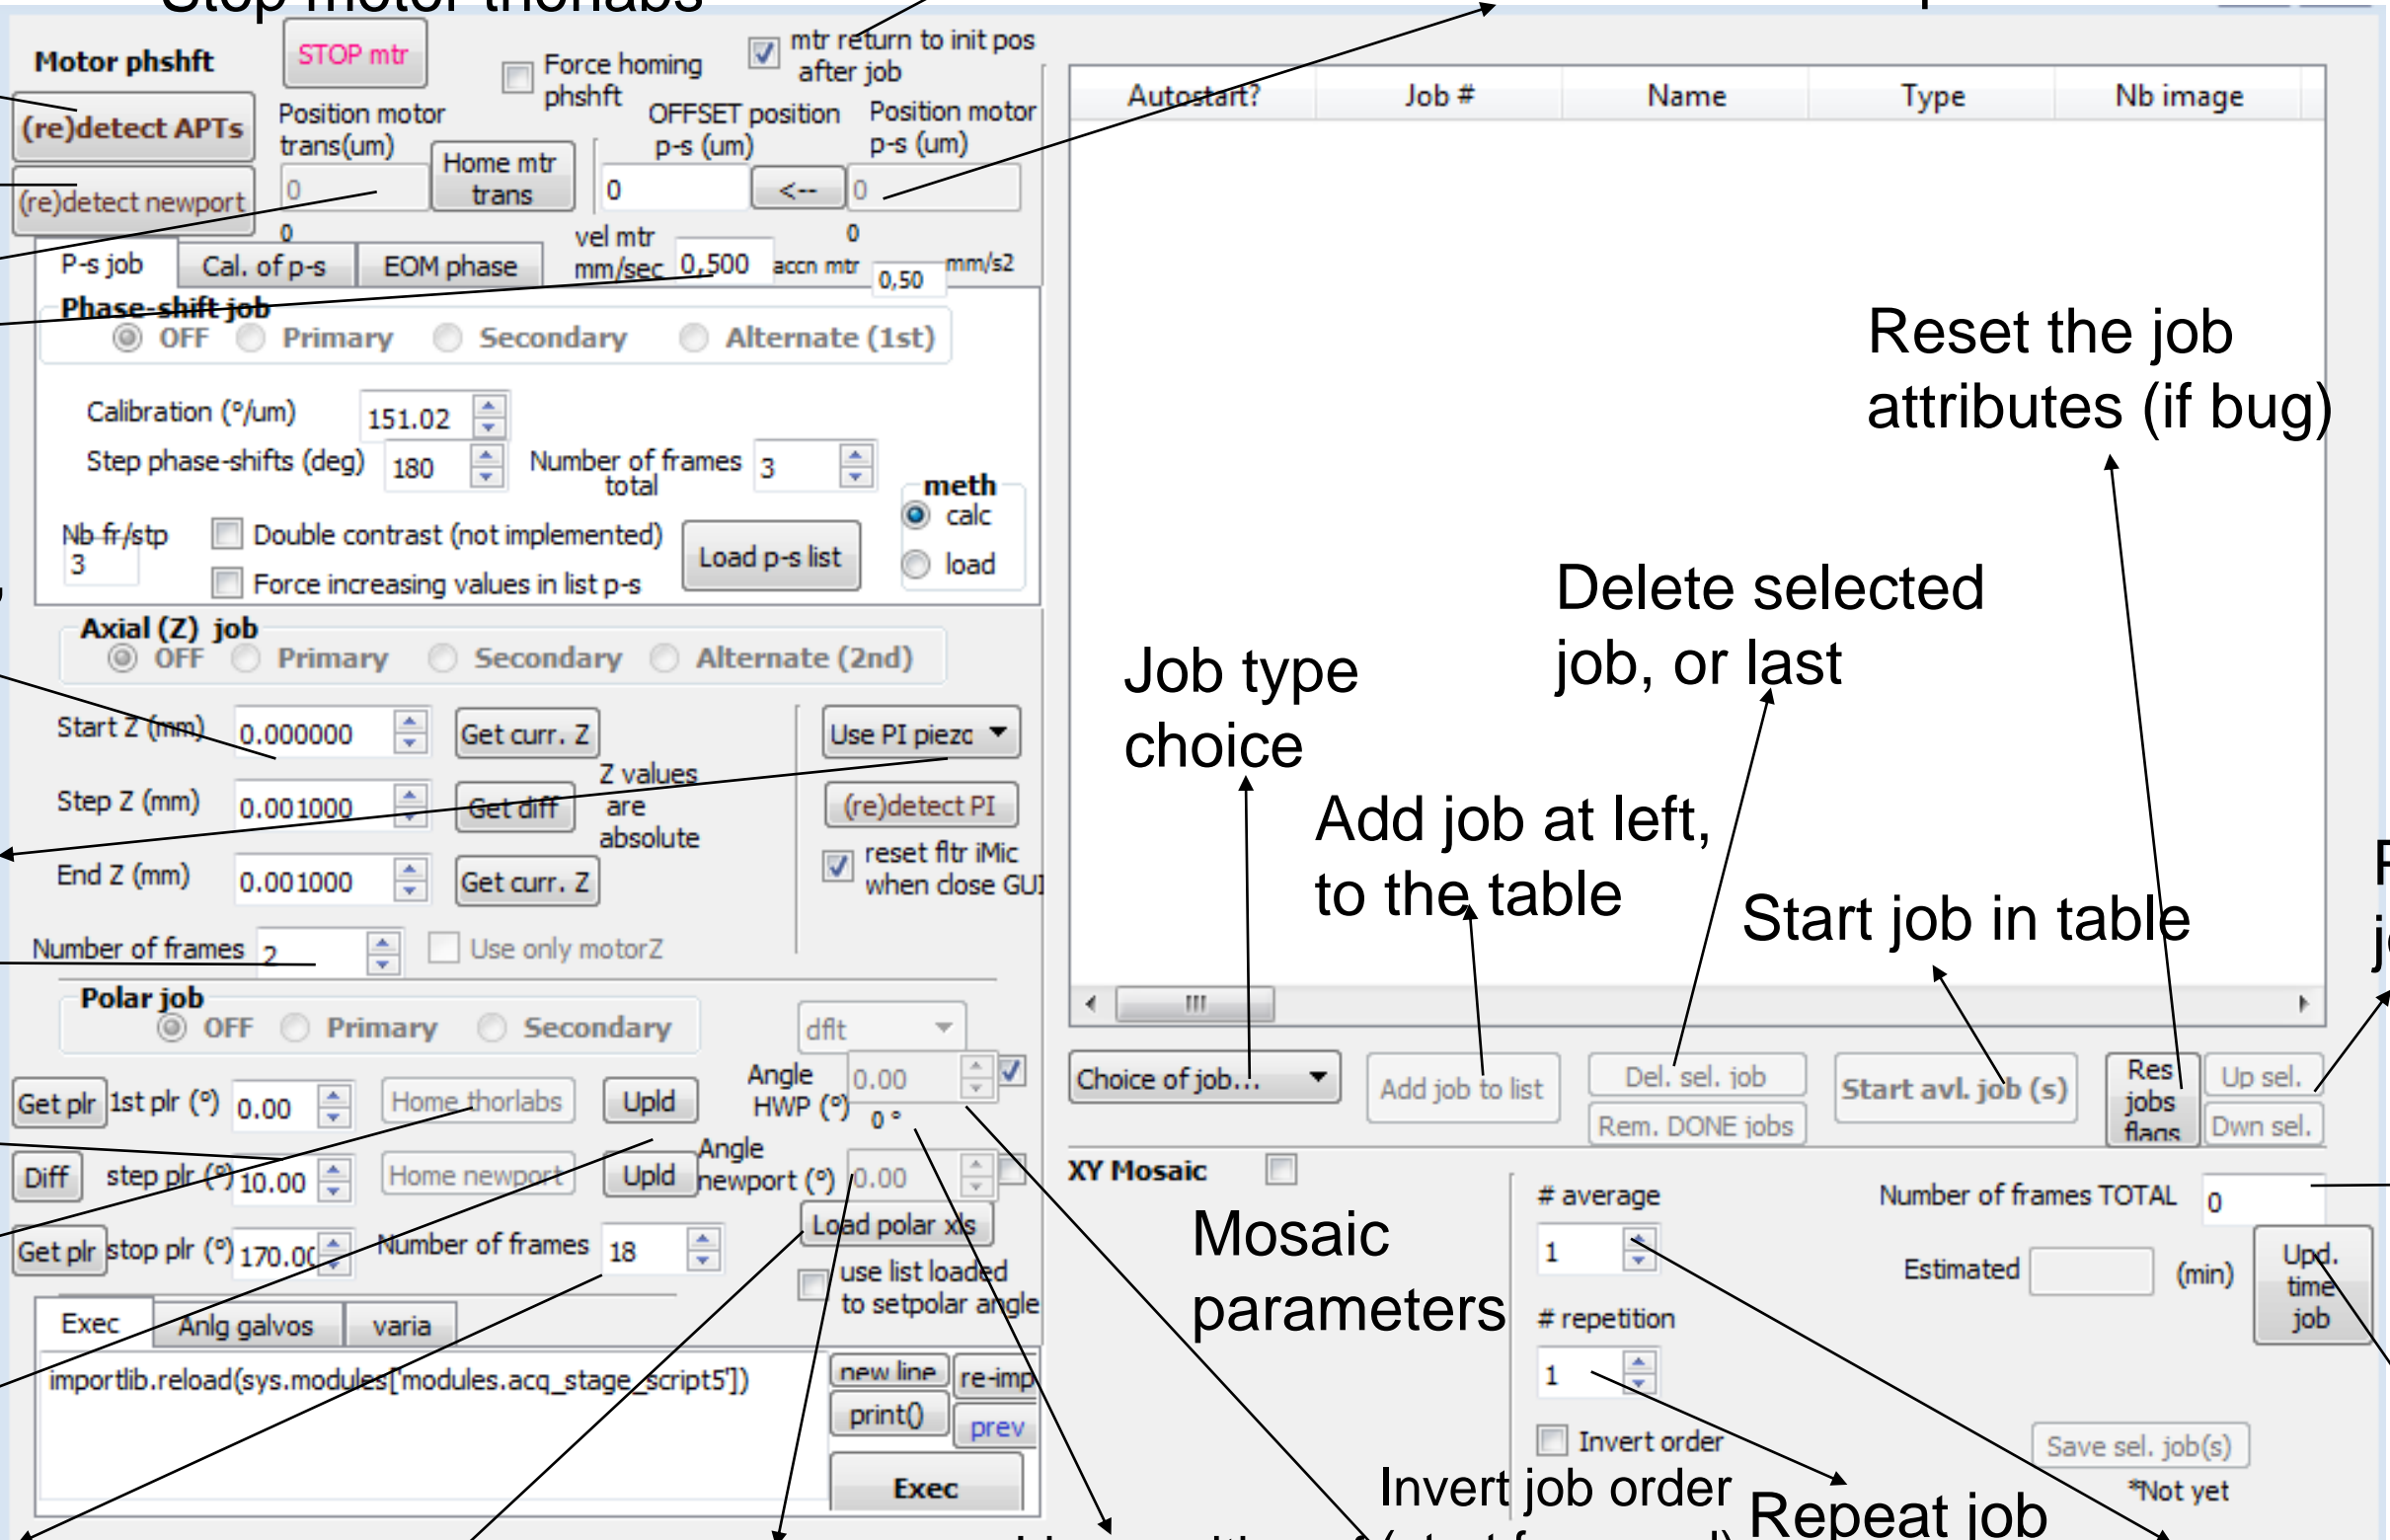 Stop motor thorlabs
Motor phshft
STOP mtr
Force homing
phshft
mtr return to init pos
after job
(re)detect APTs
(re)detect newport
Position motor
trans(um)
0
0
Home mtr
trans
OFFSET position
p-s (um)
0
<--
Position motor
p-s (um)
0
0
vel mtr
mm/sec
0,500
accn mtr
0,50
mm/s2
P-s job
Cal. of p-s
EOM phase
Phase-shift job
OFF
Primary
Secondary
Alternate (1st)
Calibration (°/um)
151.02
Step phase-shifts (deg)
180
Number of frames
total
3
Nb fr/stp
3
Double contrast (not implemented)
Force increasing values in list p-s
Load p-s list
meth
calc
load
Axial (Z) job
OFF
Primary
Secondary
Alternate (2nd)
Start Z (mm)
0.000000
Get curr. Z
Step Z (mm)
0.001000
Get diff
End Z (mm)
0.001000
Get curr. Z
Z values
are
absolute
Use PI piezo
(re)detect PI
reset fltr iMic
when close GUI
Number of frames
2
Use only motorZ
Polar job
OFF
Primary
Secondary
dflt
Get plr
1st plr (°)
0.00
Home thorlabs
Upld
Angle
HWP (°)
0.00
0 °
Diff
step plr (°)
10.00
Home newport
Upld
Angle
newport (°)
0.00
Get plr
stop plr (°)
170.00
Number of frames
18
Load polar xls
use list loaded
to setpolar angle
Exec
Anlg galvos
varia
importlib.reload(sys.modules['modules.acq_stage_script5'])
new line
re-imp
print()
prev
Exec
Autostart?
Job #
Name
Type
Nb image
Reset the job
attributes (if bug)
Delete selected
job, or last
Job type
choice
Add job at left,
to the table
Start job in table
Choice of job...
Add job to list
Del. sel. job
Rem. DONE jobs
Start avl. job (s)
Res
jobs
flags
Up sel.
Dwn sel.
XY Mosaic
Mosaic
parameters
# average
1
# repetition
1
Invert order
Invert job order
Repeat job
Number of frames TOTAL
0
Estimated
(min)
Upd.
time
job
Save sel. job(s)
*Not yet